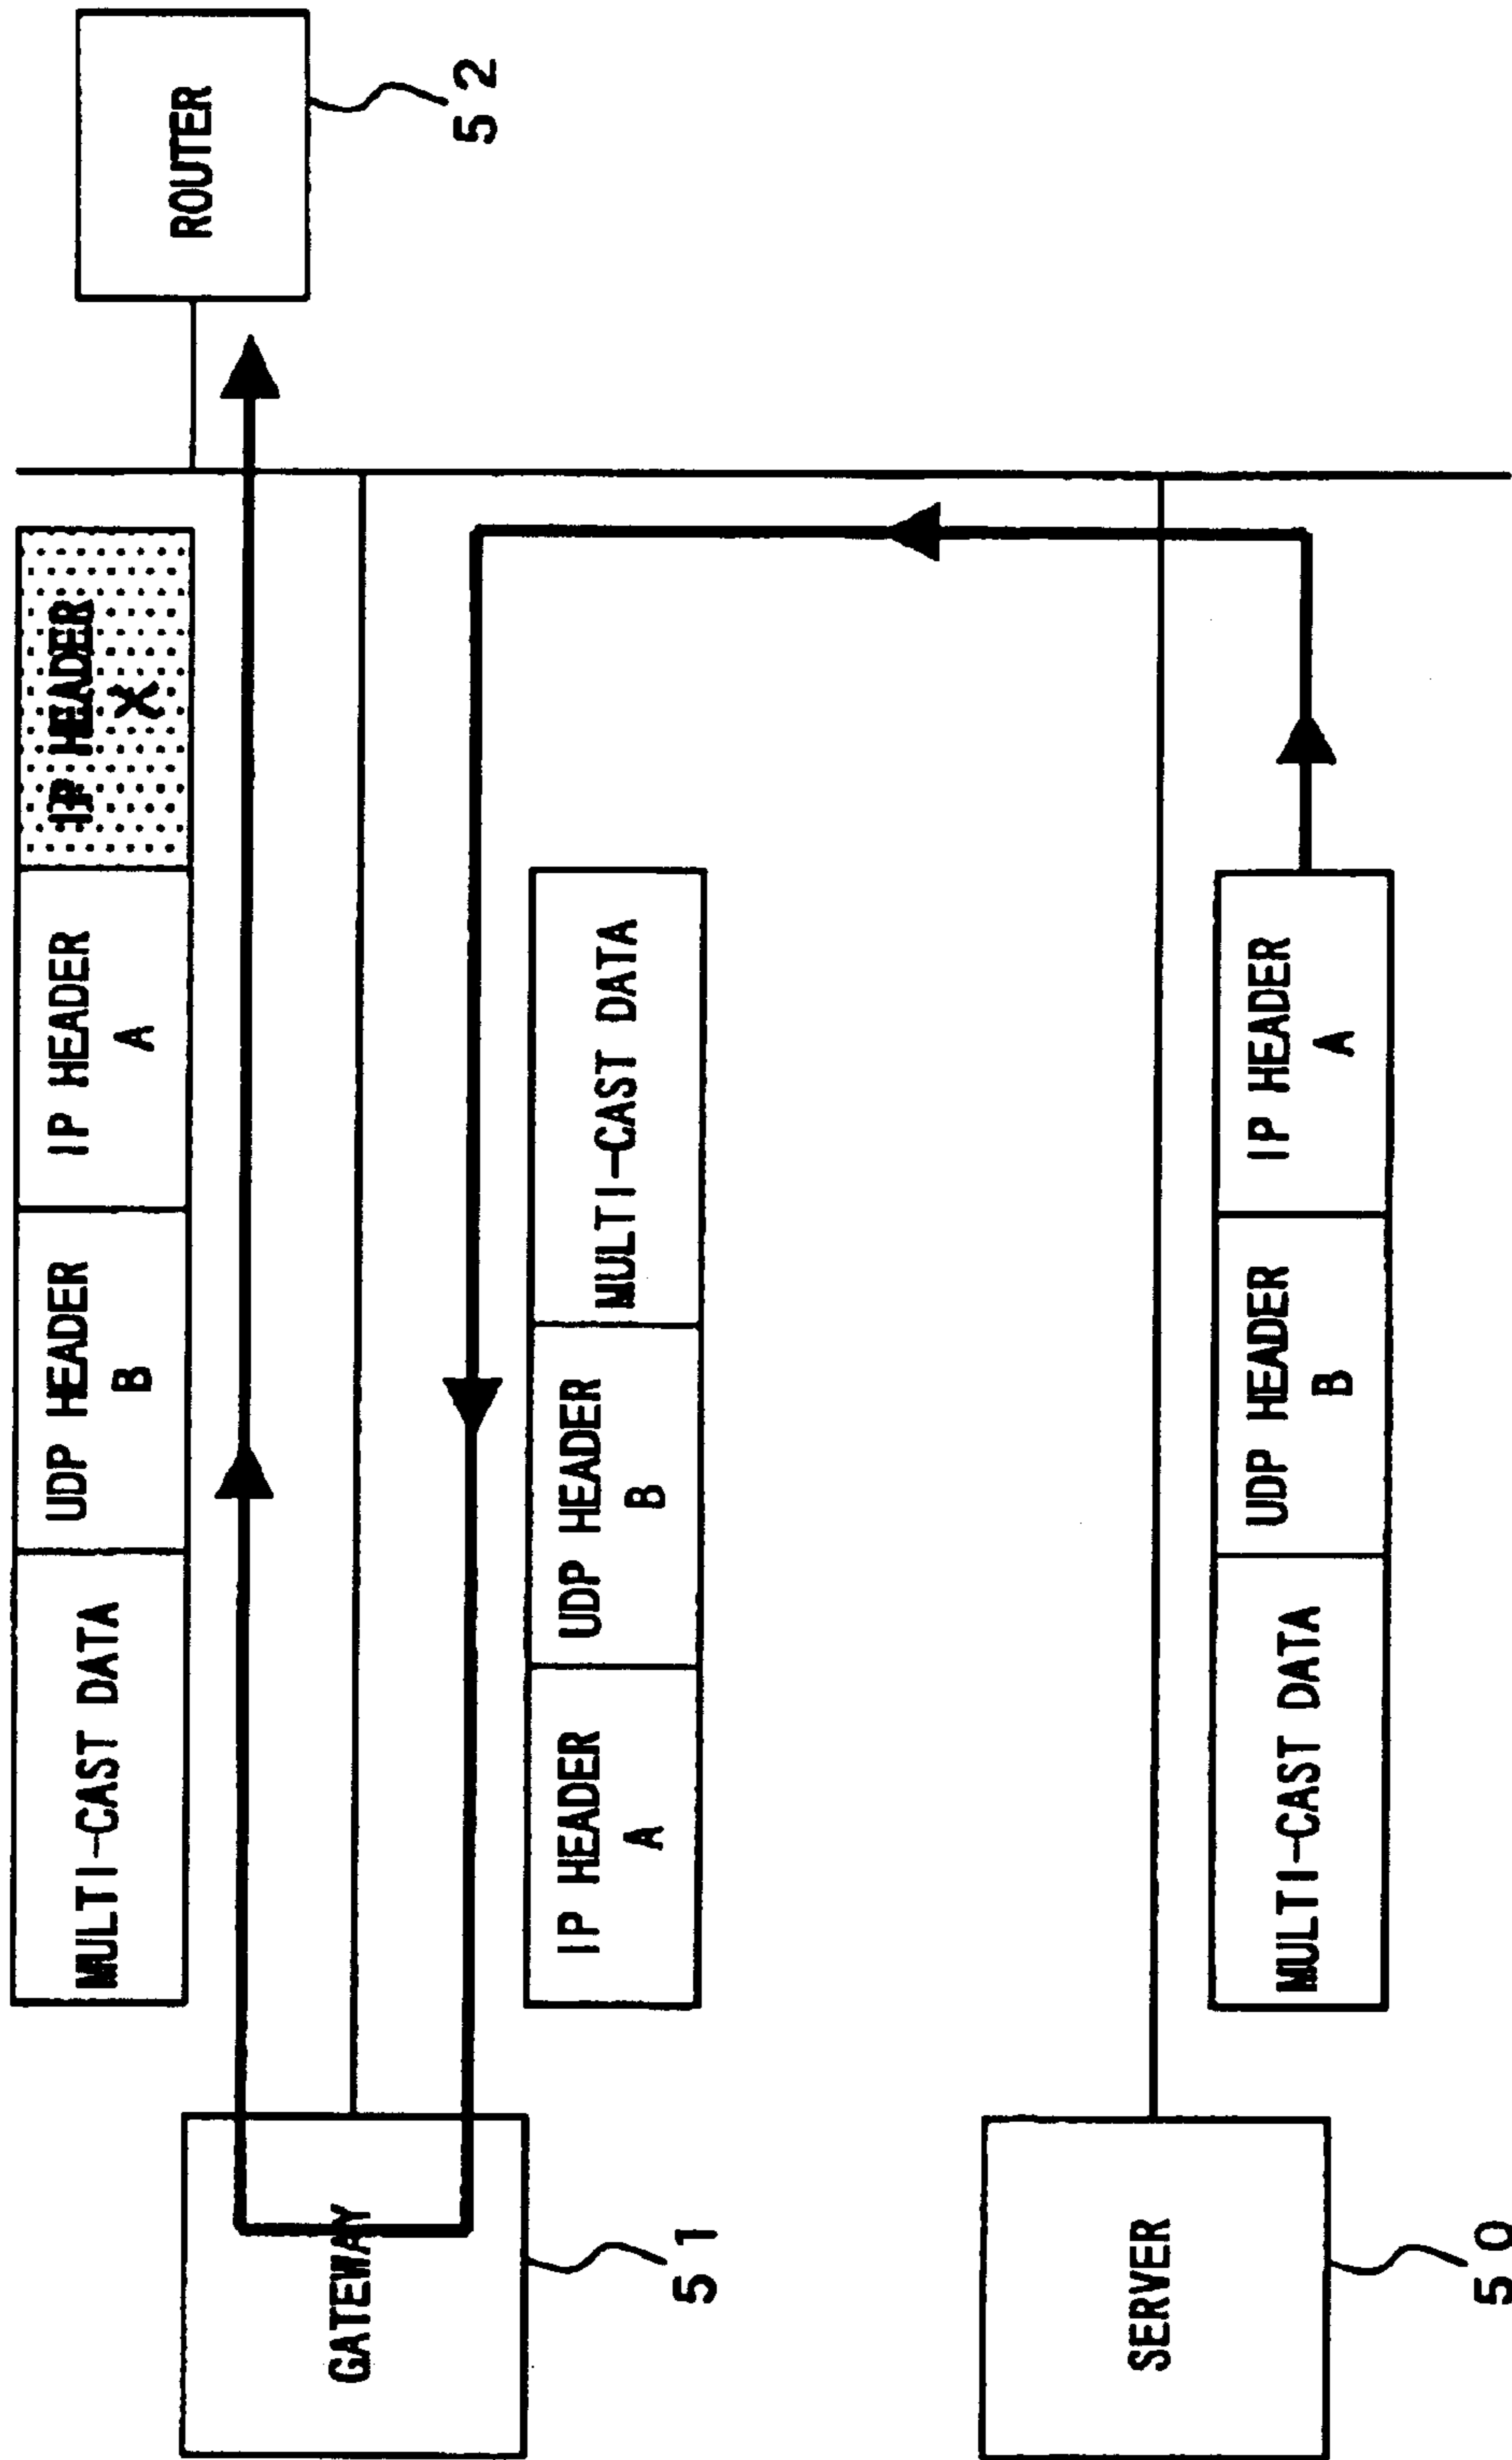 MULTI-CAST DATA
UDP HEADER
B
IP HEADER
A
IP HEADER
X
ROUTER
52
GATEWAY
51
IP HEADER
A
UDP HEADER
B
MULTI-CAST DATA
SERVER
50
MULTI-CAST DATA
UDP HEADER
B
IP HEADER
A